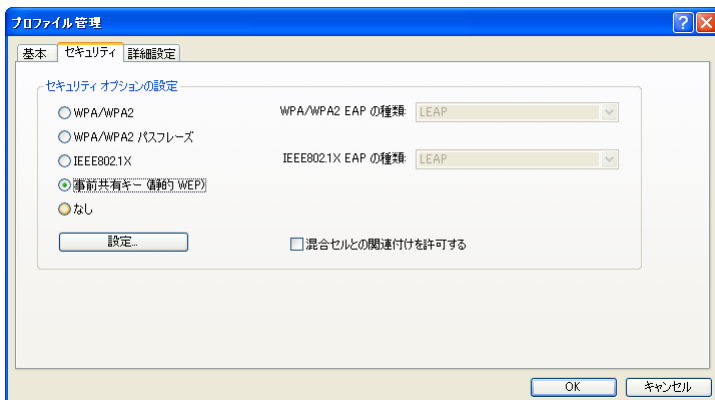 プロファイル管理
基本 セキュリティ 詳細設定
セキュリティ オプションの設定
WPA/WPA2 WPA/WPA2 EAP の種類: LEAP
WPA/WPA2 パスフレーズ
IEEE802.1X IEEE802.1X EAP の種類: LEAP
事前共有キー (静的 WEP)
なし
設定... 混合セルとの関連付けを許可する
OK キャンセル